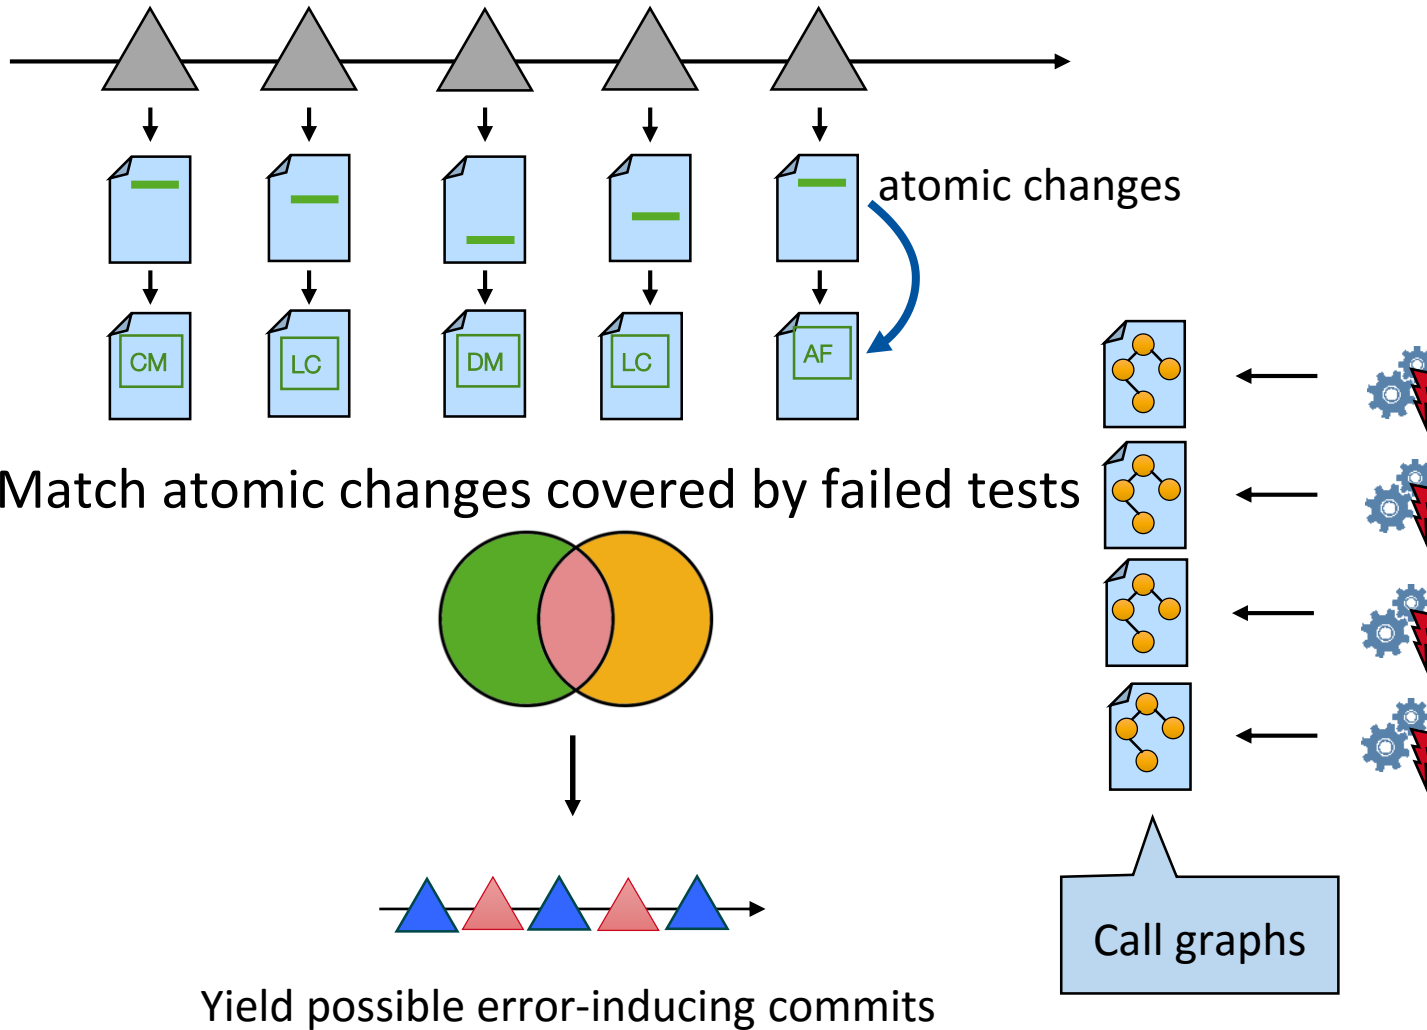 atomic changes
CM
LC
DM
LC
AF
Match atomic changes covered by failed tests
Call graphs
Yield possible error-inducing commits